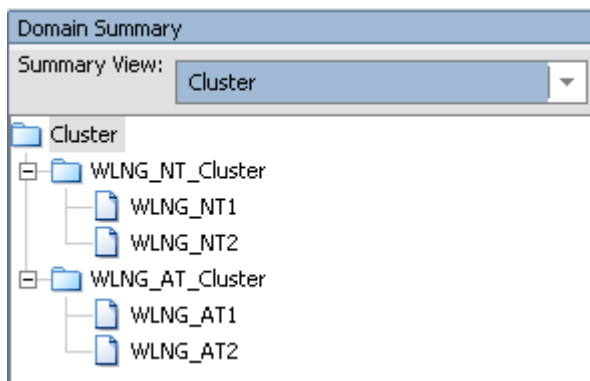 Domain Summary
Summary View:
Cluster
Cluster
WLNG_NT_Cluster
WLNG_NT1
WLNG_NT2
WLNG_AT_Cluster
WLNG_AT1
WLNG_AT2